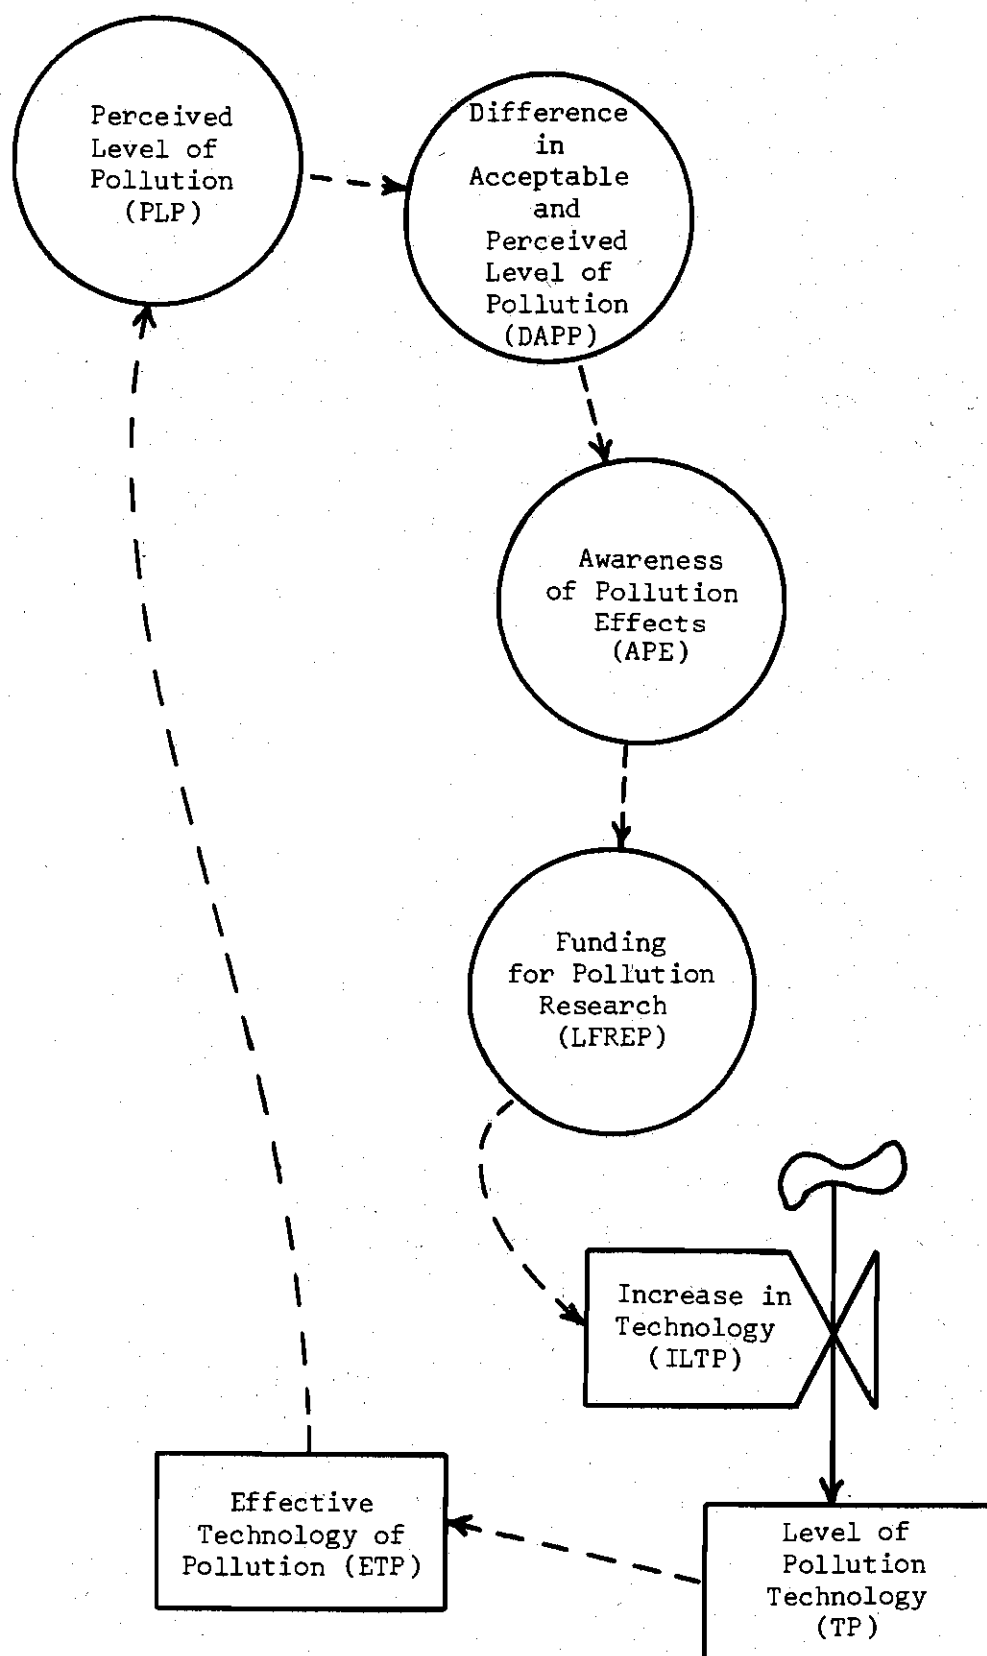 Perceived
Level of
Pollution
(PLP)
Difference
in
Acceptable
and
Perceived
Level of
Pollution
(DAPP)
Awareness
of Pollution
Effects
(APE)
Funding
for Pollution
Research
(LFREP)
Increase in
Technology
(ILTP)
Effective
Technology of
Pollution (ETP)
Level of
Pollution
Technology
(TP)